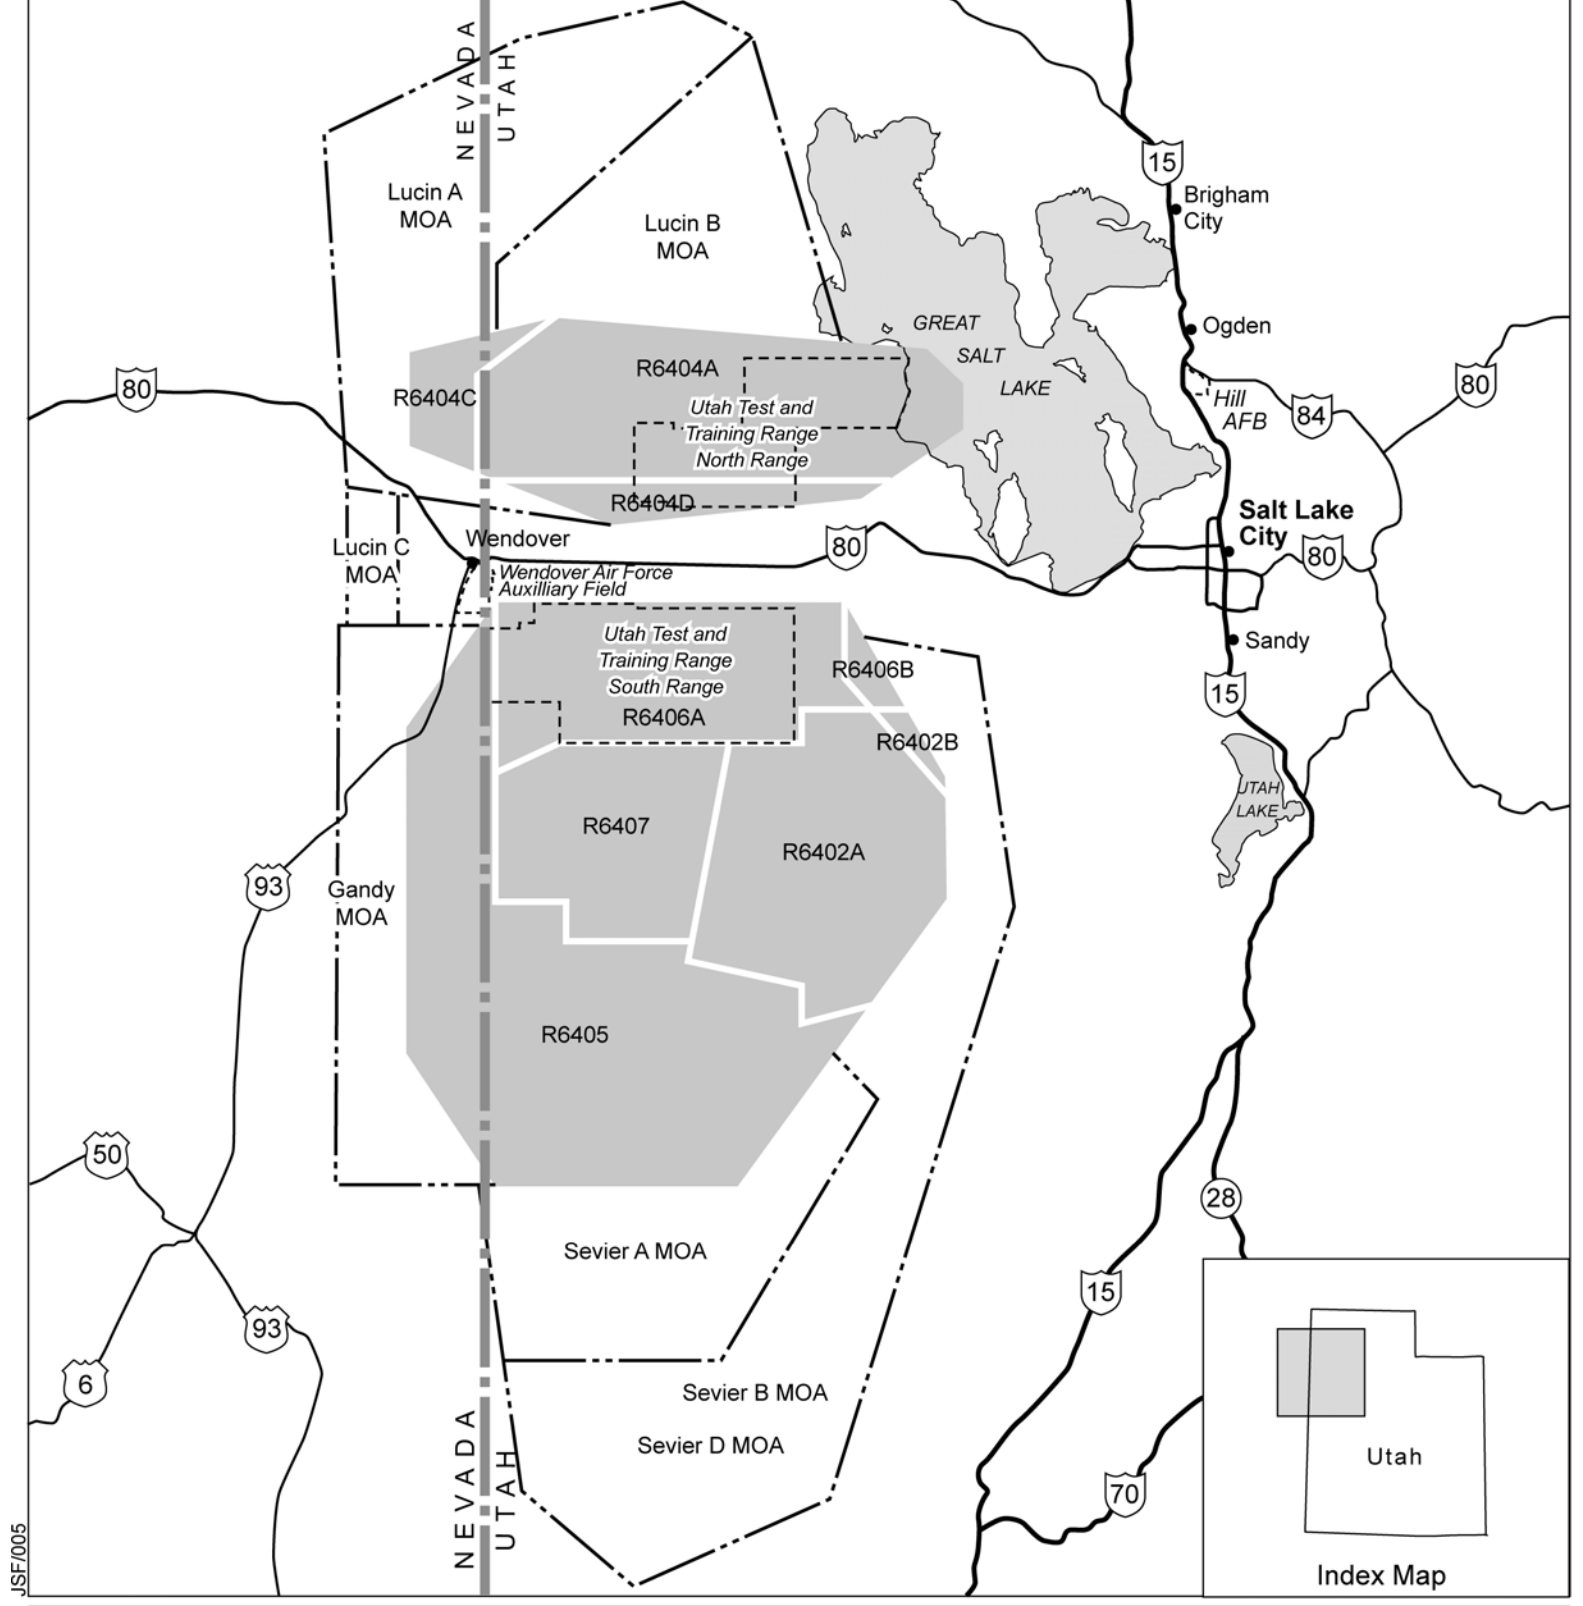 NEVADA
UTAH
Lucin A
MOA
Lucin B
MOA
15
Brigham
City
Ogden
GREAT
SALT
LAKE
80
R6404C
R6404A
Utah Test and
Training Range
North Range
R6404D
Hill
AFB
84
80
Salt Lake
City
80
Wendover
80
Lucin C
MOA
Wendover Air Force
Auxilliary Field
Utah Test and
Training Range
South Range
R6406A
R6406B
Sandy
15
R6402B
UTAH
LAKE
R6407
R6402A
93
Gandy
MOA
R6405
50
28
Sevier A MOA
15
93
6
Sevier B MOA
Sevier D MOA
NEVADA
UTAH
70
Utah
Index Map
JSF/005